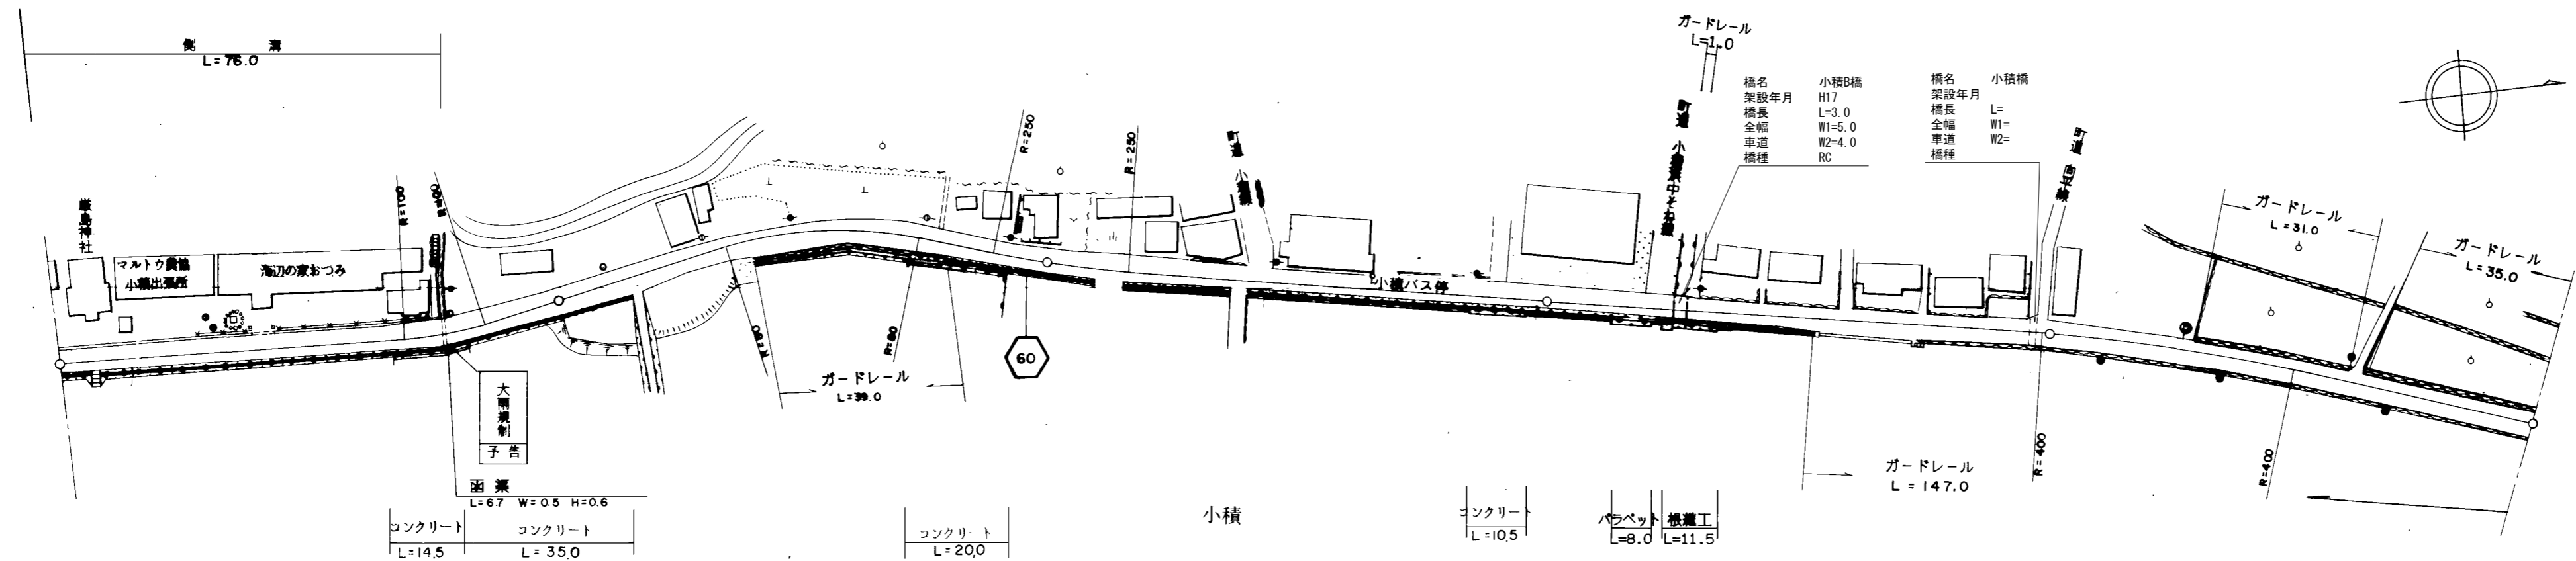 側 溝
L=76.0
ガードレール
L=1.0
橋名 小積B橋
架設年月 H17
橋長 L=3.0
全幅 W1=5.0
車道 W2=4.0
橋種 RC
橋名 小積橋
架設年月
橋長 L=
全幅 W1=
車道 W2=
橋種
厳島神社
マルトウ農協
小積出張所
海辺の家おつみ
R=100
R=250
R=250
町道 小
町道 小
町道
ガードレール
L=31.0
ガードレール
L=35.0
小積バス停
R=80
R=80
60
ガードレール
L=39.0
大雨規制
予告
函渠
L=6.7 W=0.5 H=0.6
コンクリート
L=14.5
コンクリート
L=35.0
コンクリート
L=20.0
小積
コンクリート
L=10.5
パラペット
L=8.0
根
工
L=11.5
ガードレール
L=147.0
R=400
R=400